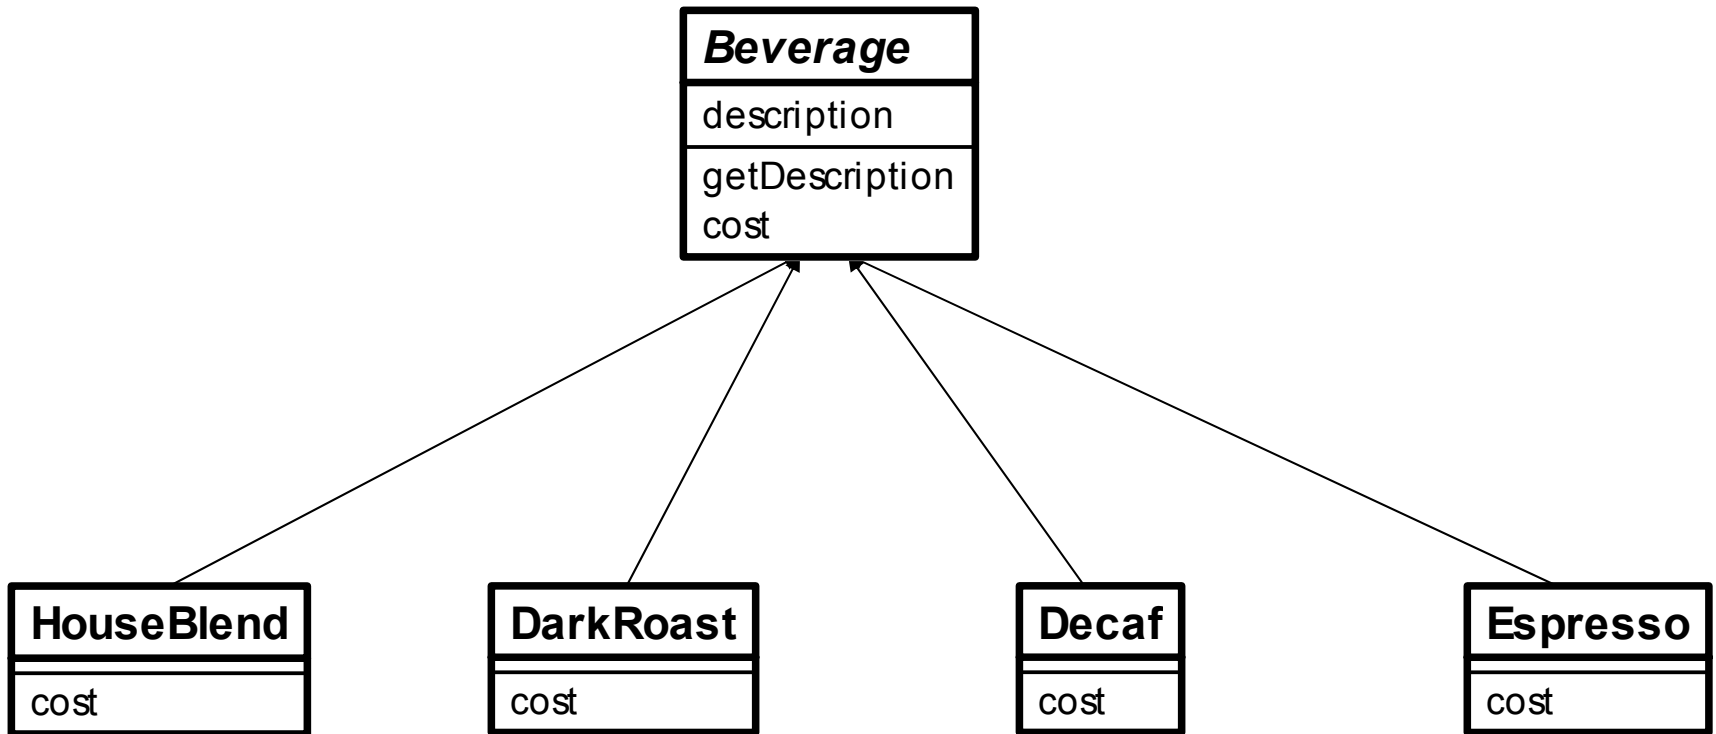 Beverage
description
getDescription
cost
HouseBlend
cost
DarkRoast
cost
Decaf
cost
Espresso
cost